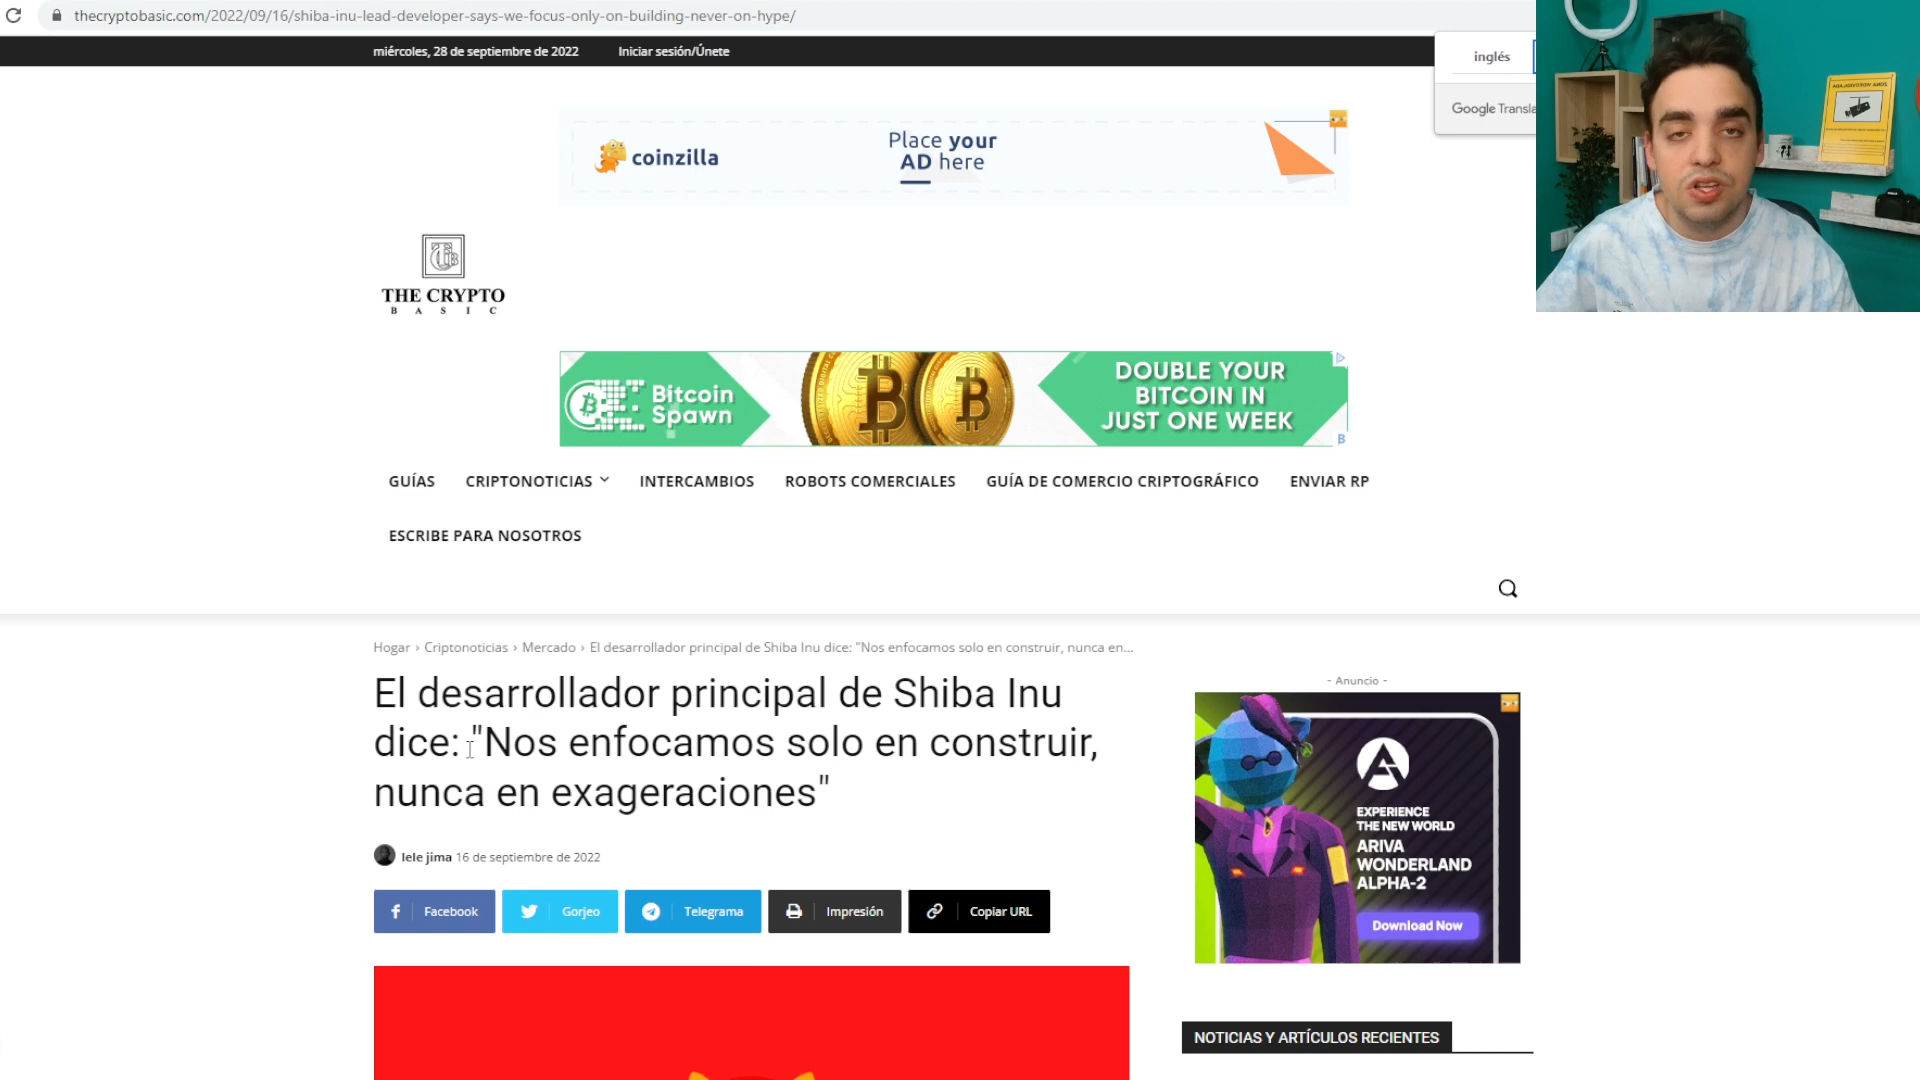 thecryptobasic.com/2022/09/16/shiba-inu-lead-developer-says-we-focus-only-on-building-never-on-hype/
miércoles, 28 de septiembre de 2022
Iniciar sesión/Únete
inglés
Google Transla
coinzilla
Place your
AD here
THE CRYPTO
BASIC
Bitcoin
Spawn
DOUBLE YOUR
BITCOIN IN
JUST ONE WEEK
GUÍAS
CRIPTONOTICIAS
INTERCAMBIOS
ROBOTS COMERCIALES
GUÍA DE COMERCIO CRIPTOGRÁFICO
ENVIAR RP
ESCRIBE PARA NOSOTROS
Hogar › Criptonoticias › Mercado › El desarrollador principal de Shiba Inu dice: "Nos enfocamos solo en construir, nunca en...
El desarrollador principal de Shiba Inu
dice: "Nos enfocamos solo en construir,
nunca en exageraciones"
lele jima 16 de septiembre de 2022
Facebook
Gorjeo
Telegrama
Impresión
Copiar URL
- Anuncio -
EXPERIENCE
THE NEW WORLD
ARIVA
WONDERLAND
ALPHA-2
Download Now
NOTICIAS Y ARTÍCULOS RECIENTES